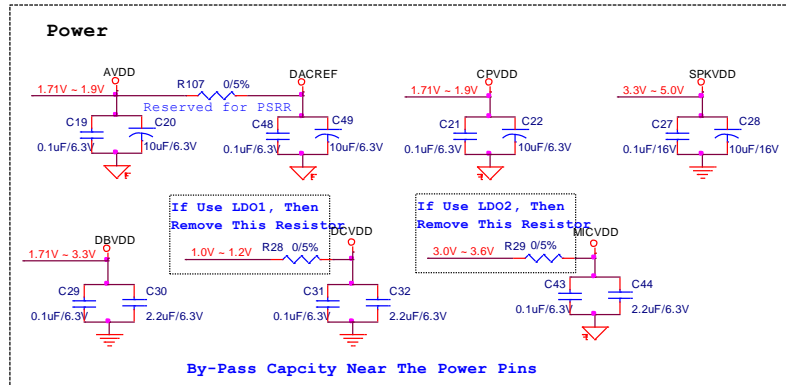 Power
AVDD
DACREF
CPVDD
SPKVDD
1.71V ~ 1.9V
R107 0/5%
1.71V ~ 1.9V
3.3V ~ 5.0V
Reserved for PSRR
C19
C20
C48
C49
C21
C22
C27
C28
0.1uF/6.3V
10uF/6.3V
0.1uF/6.3V
10uF/6.3V
0.1uF/6.3V
10uF/6.3V
0.1uF/16V
10uF/16V
If Use LDO1, Then
Remove This Resistor
If Use LDO2, Then
Remove This Resistor
DBVDD
DCVDD
MICVDD
1.71V ~ 3.3V
1.0V ~ 1.2V
R28 0/5%
3.0V ~ 3.6V
R29 0/5%
C29
C30
C31
C32
C43
C44
0.1uF/6.3V
2.2uF/6.3V
0.1uF/6.3V
2.2uF/6.3V
0.1uF/6.3V
2.2uF/6.3V
By-Pass Capcity Near The Power Pins